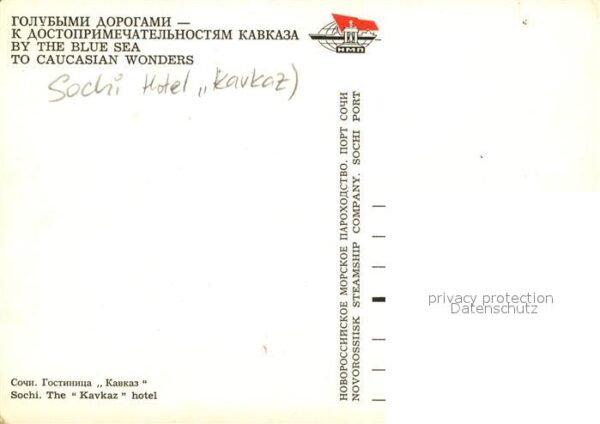 ГОЛУБЫМИ ДОРОГАМИ —
К ДОСТОПРИМЕЧАТЕЛЬНОСТЯМ КАВКАЗА
BY THE BLUE SEA
TO CAUCASIAN WONDERS
НМП
Sochi Hotel „Kavkaz)
НОВОРОССИЙСКОЕ МОРСКОЕ ПАРОХОДСТВО. ПОРТ СОЧИ
NOVOROSSIISK STEAMSHIP COMPANY. SOCHI PORT
privacy protection
Datenschutz
Сочи. Гостиница „Кавказ"
Sochi. The "Kavkaz" hotel